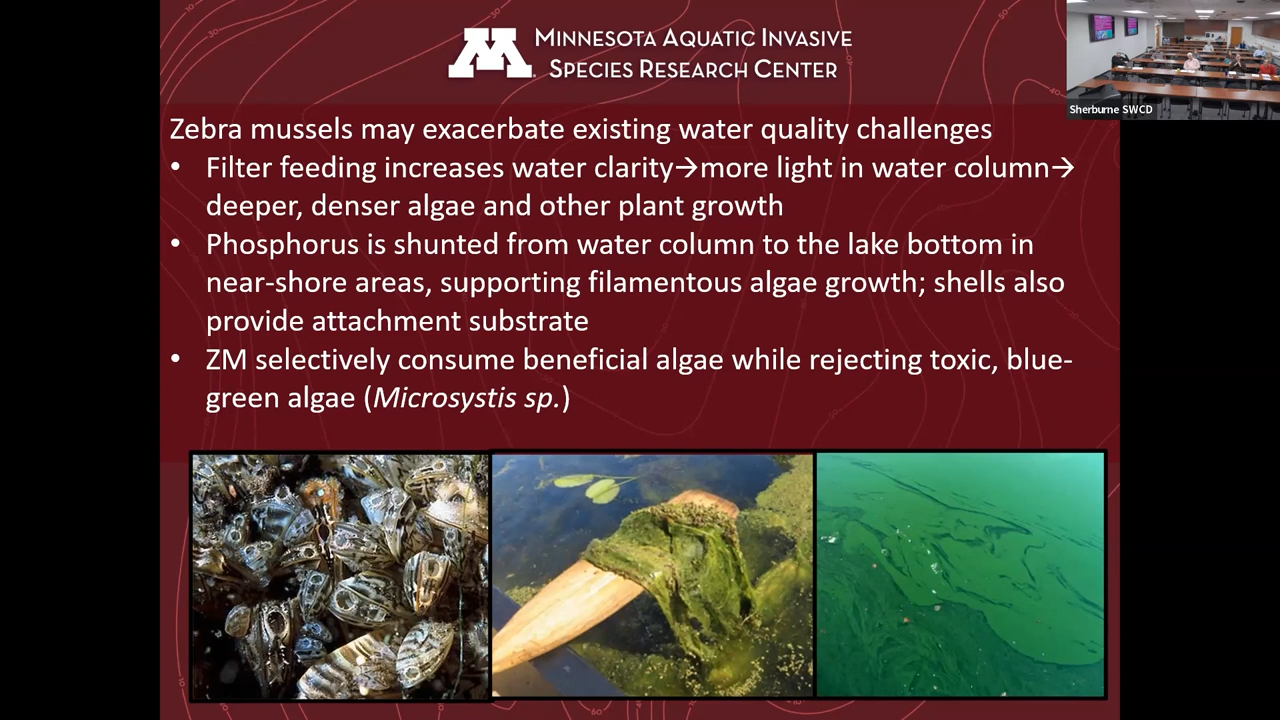 MINNESOTA AQUATIC INVASIVE
SPECIES RESEARCH CENTER
Sherburne SWCD
Zebra mussels may exacerbate existing water quality challenges
• Filter feeding increases water clarity→more light in water column→
deeper, denser algae and other plant growth
• Phosphorus is shunted from water column to the lake bottom in
near-shore areas, supporting filamentous algae growth; shells also
provide attachment substrate
• ZM selectively consume beneficial algae while rejecting toxic, blue-
green algae (Microsystis sp.)